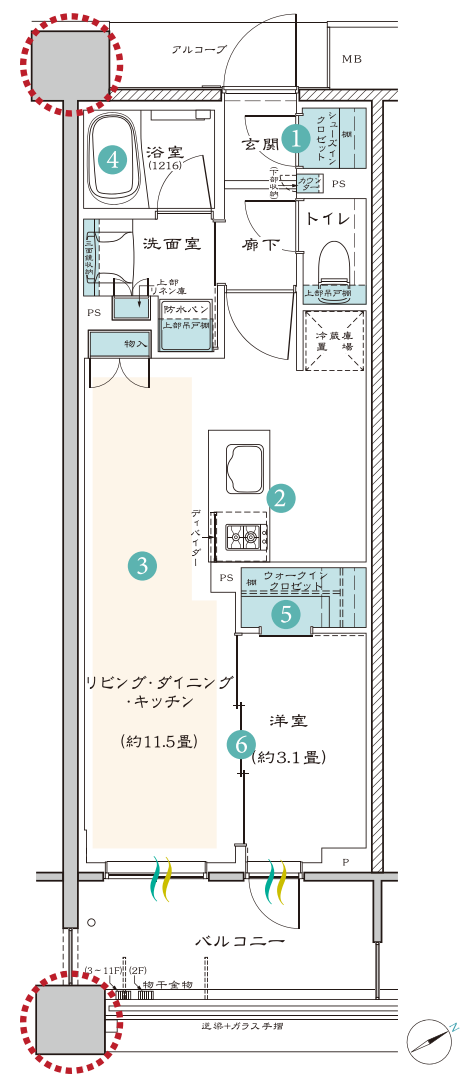 アルコーブ
MB
シューズイン
クロゼット
棚
玄関
1
4
浴室
(1216)
(下部収納)
カウン
ター
PS
トイレ
三面鏡収納
洗面室
廊下
上部
リネン庫
上部吊戸棚
PS
防水パン
上部吊戸棚
冷蔵庫
置場
物入
2
ディバイダー
3
PS
ウォークイン
クロゼット
棚
5
リビング・ダイニング
・キッチン
(約11.5畳)
洋室
6
(約3.1畳)
P
バルコニー
(3~11F)
(2F)
物干金物
逆梁+ガラス手摺
N